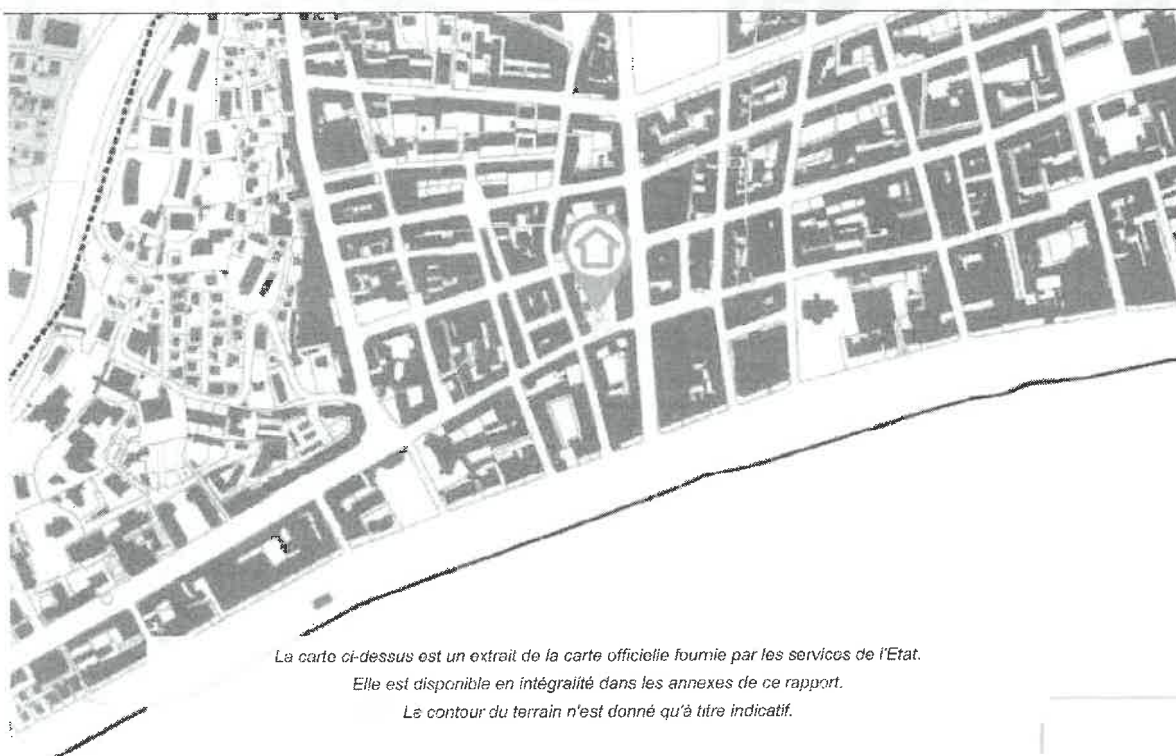 La carte ci-dessus est un extrait de la carte officielle fournie par les services de l'Etat.
Elle est disponible en intégralité dans les annexes de ce rapport.
Le contour du terrain n'est donné qu'à titre indicatif.